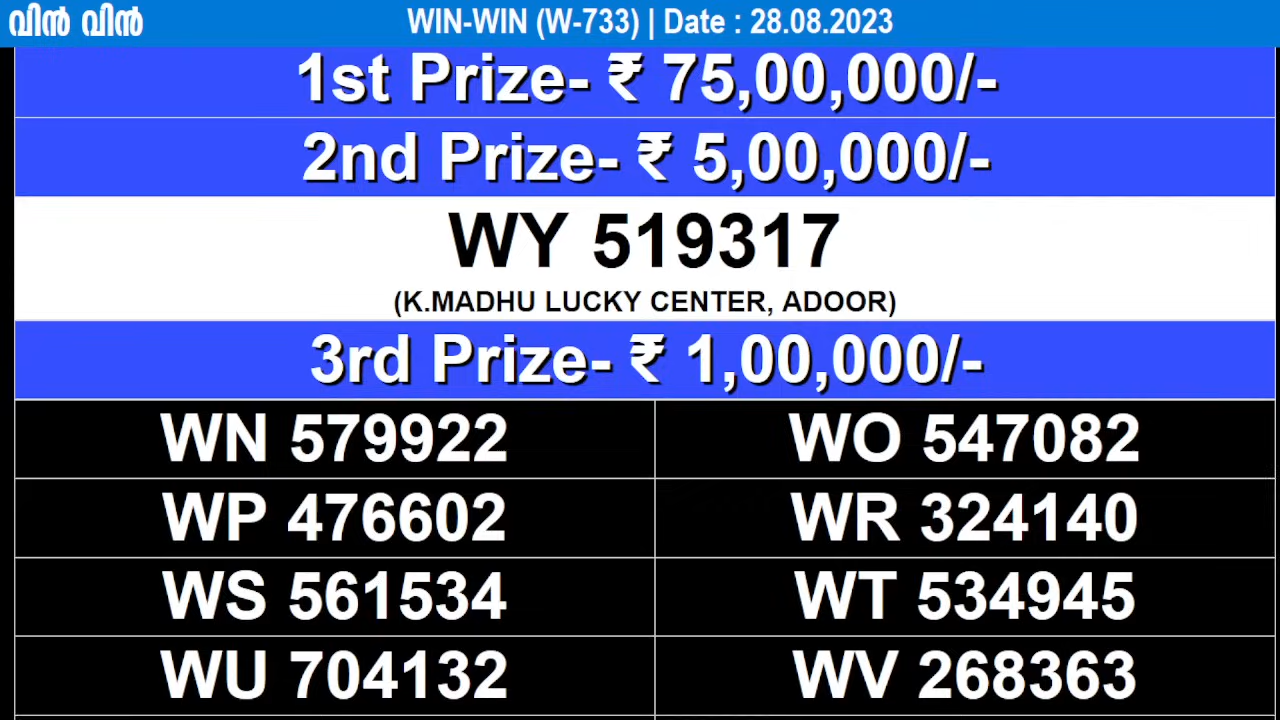 വിൻ വിൻ WIN-WIN (W-733) | Date : 28.08.2023
1st Prize- ₹ 75,00,000/-
2nd Prize- ₹ 5,00,000/-
WY 519317
(K.MADHU LUCKY CENTER, ADOOR)
3rd Prize- ₹ 1,00,000/-
WN 579922 WO 547082
WP 476602 WR 324140
WS 561534 WT 534945
WU 704132 WV 268363